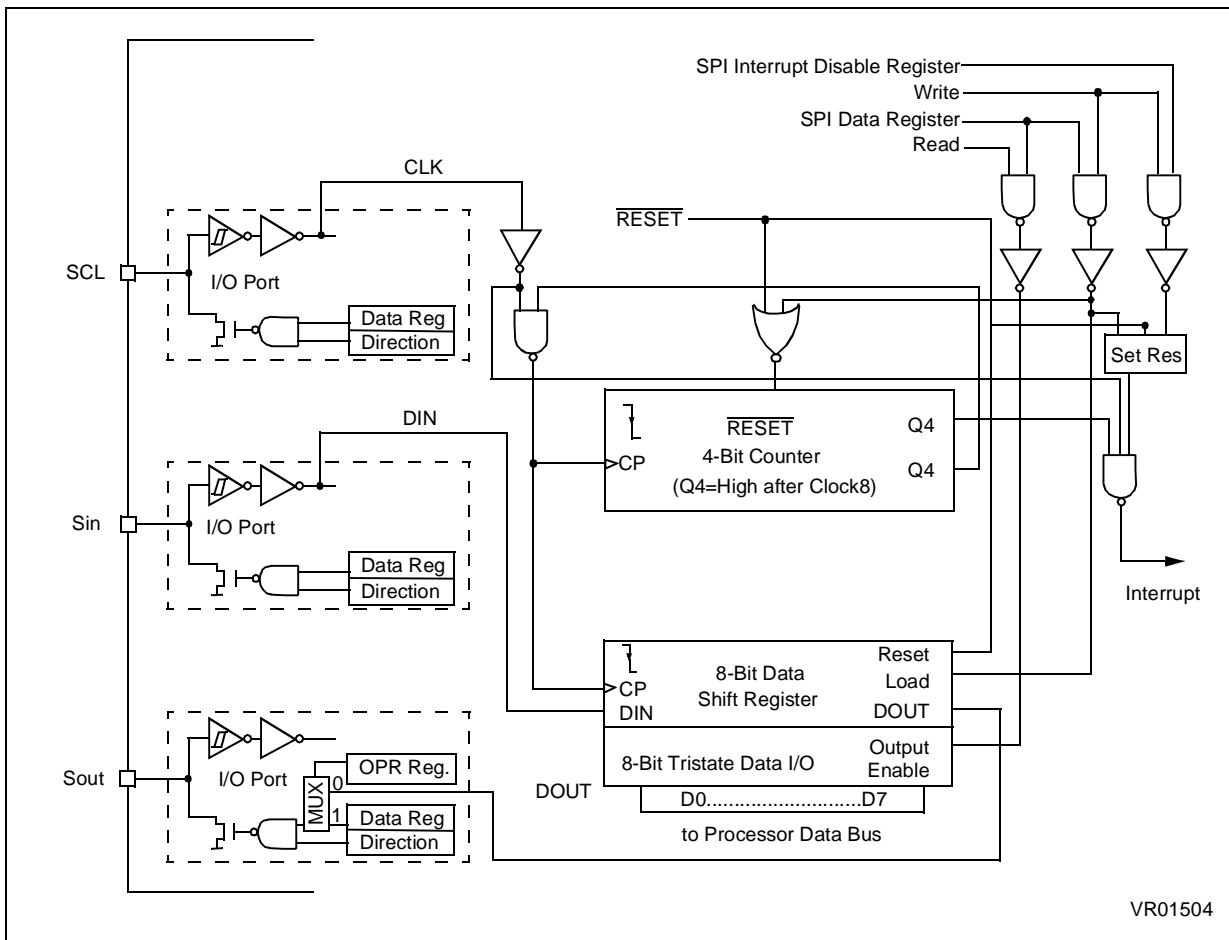 SPI Interrupt Disable Register
Write
SPI Data Register
Read
CLK
RESET
SCL
I/O Port
Data Reg
Direction
Set Res
DIN
RESET
Q4
CP
4-Bit Counter
Q4
(Q4=High after Clock8)
Sin
I/O Port
Data Reg
Direction
Interrupt
8-Bit Data
Shift Register
Reset
CP
Load
DIN
DOUT
Sout
I/O Port
OPR Reg.
MUX
0
1
Data Reg
Direction
DOUT
8-Bit Tristate Data I/O
Output
Enable
D0...........................D7
to Processor Data Bus
VR01504